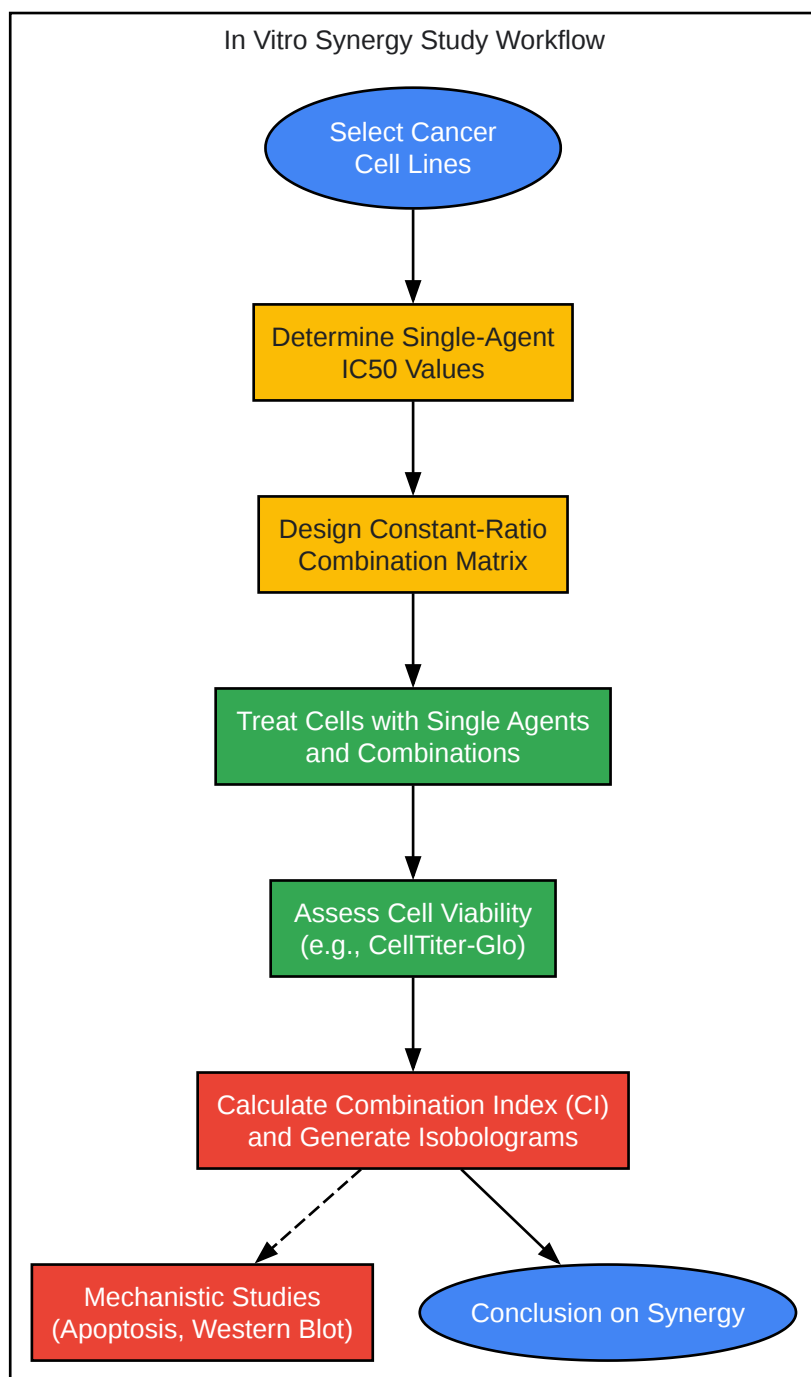 In Vitro Synergy Study Workflow
Select Cancer
Cell Lines
Determine Single-Agent
IC50 Values
Design Constant-Ratio
Combination Matrix
Treat Cells with Single Agents
and Combinations
Assess Cell Viability
(e.g., CellTiter-Glo)
Calculate Combination Index (CI)
and Generate Isobolograms
Mechanistic Studies
(Apoptosis, Western Blot)
Conclusion on Synergy